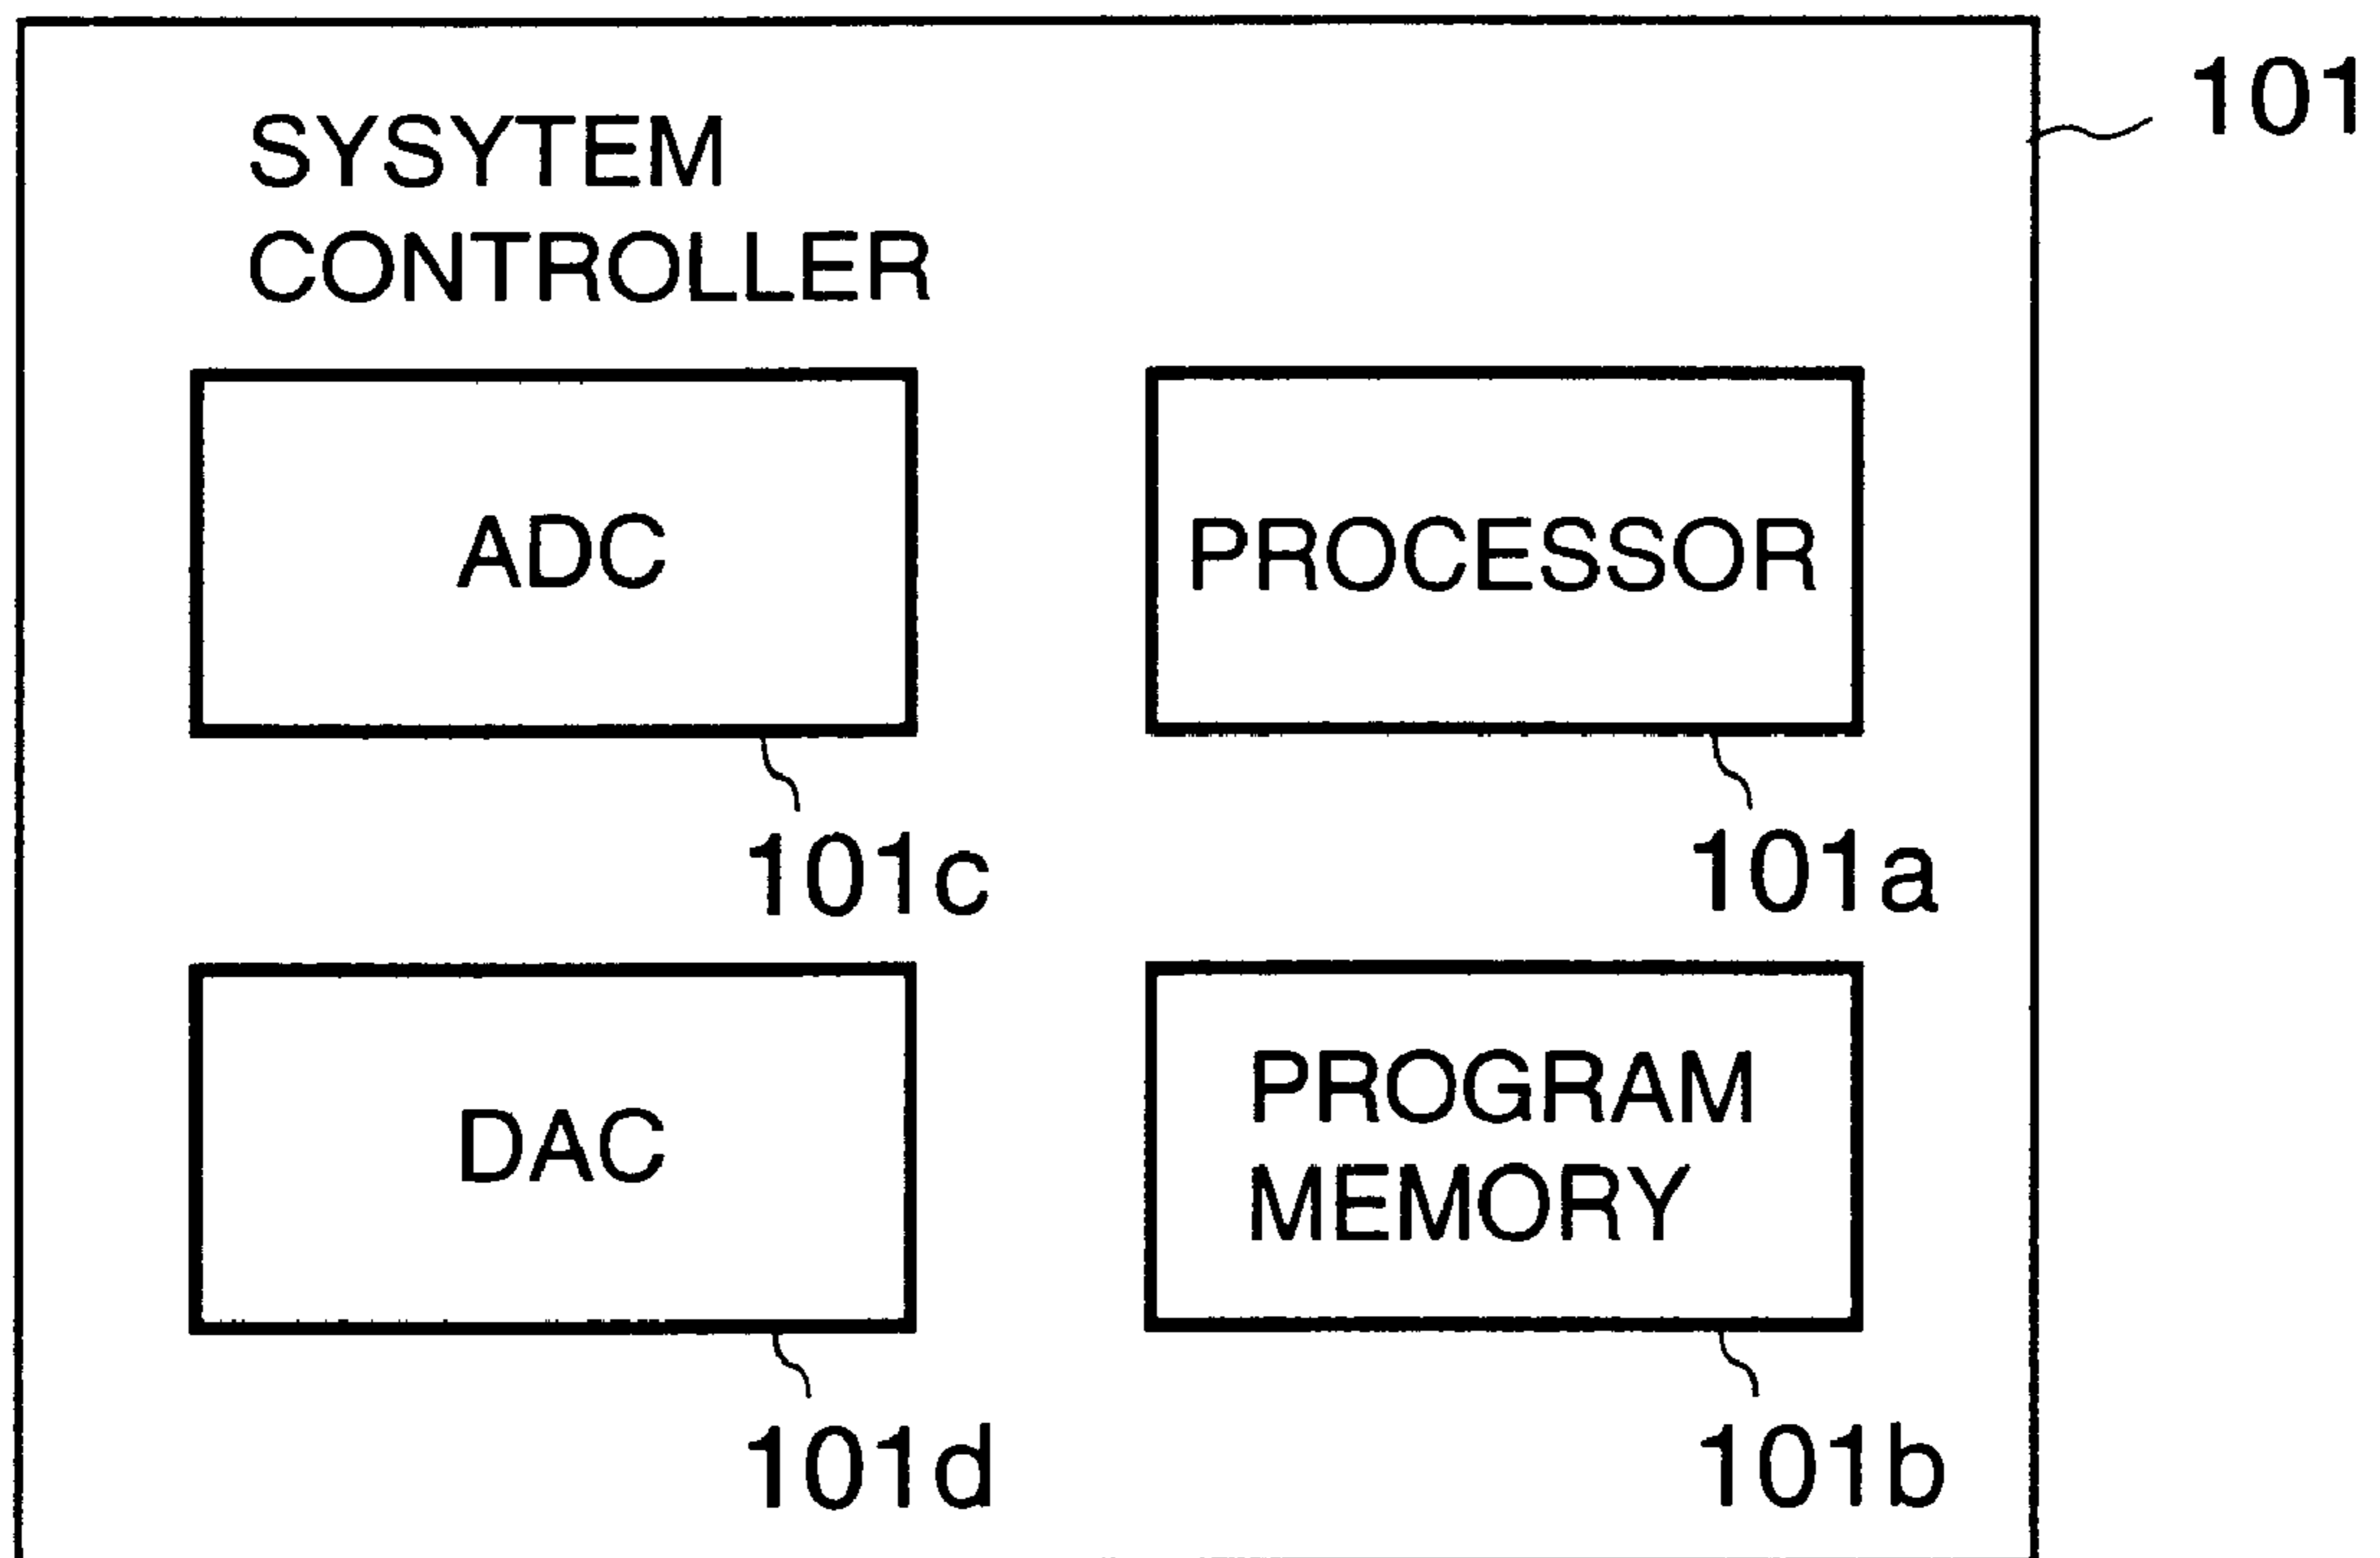 101
SYSYTEM
CONTROLLER
ADC
PROCESSOR
101c
101a
DAC
PROGRAM
MEMORY
101d
101b